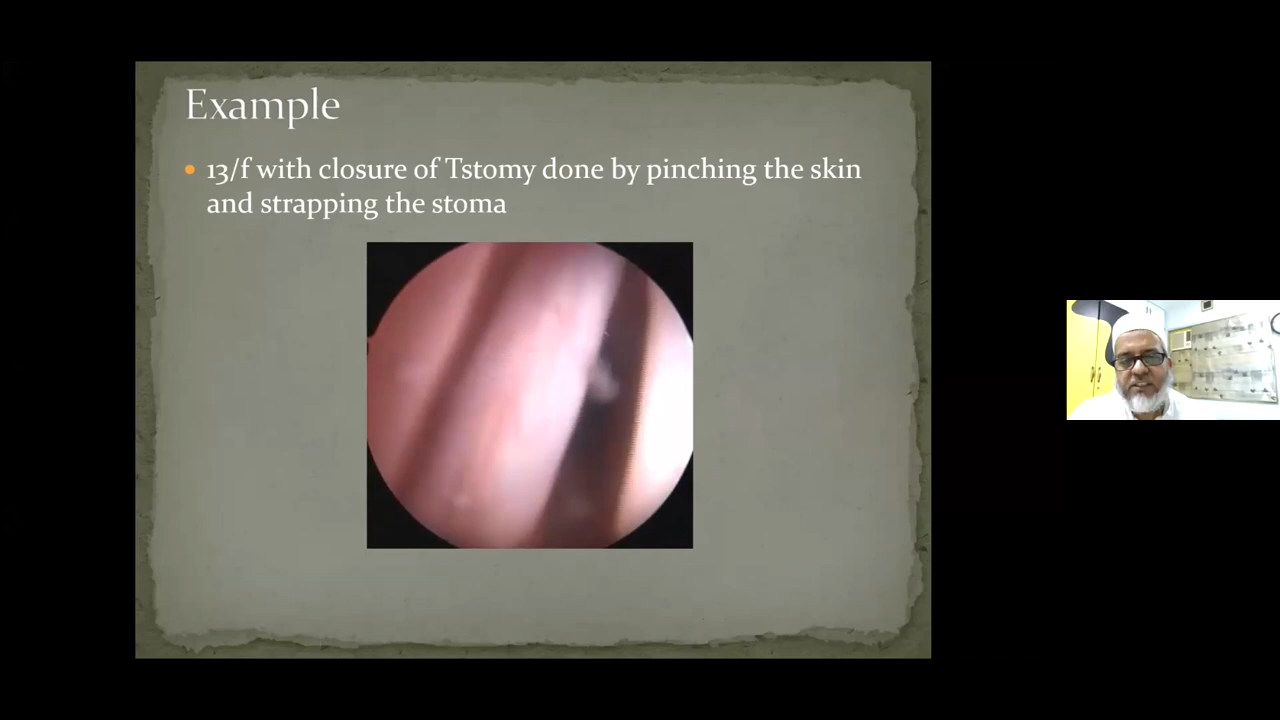 Example
13/f with closure of Tstomy done by pinching the skin
and strapping the stoma